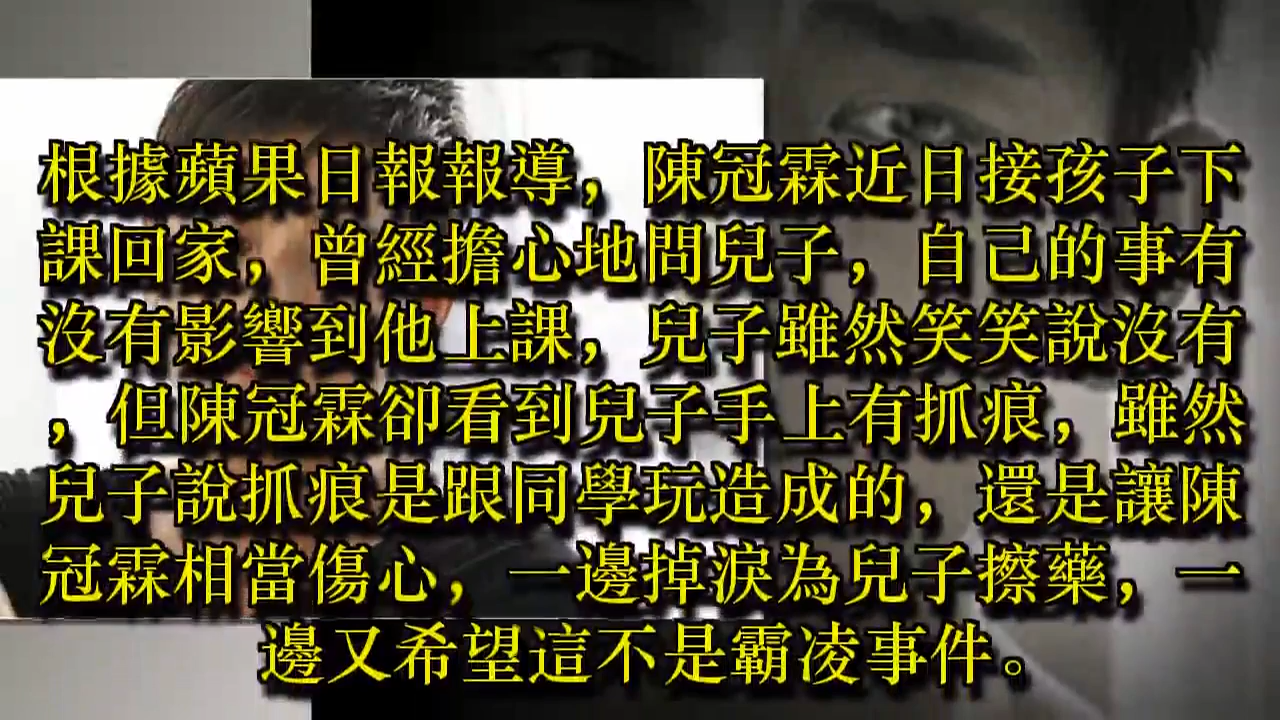 根據蘋果日報報導，陳冠霖近日接孩子下
課回家，曾經擔心地問兒子，自己的事有
沒有影響到他上課，兒子雖然笑笑說沒有
，但陳冠霖卻看到兒子手上有抓痕，雖然
兒子說抓痕是跟同學玩造成的，還是讓陳
冠霖相當傷心，一邊掉淚為兒子擦藥，一
邊又希望這不是霸凌事件。